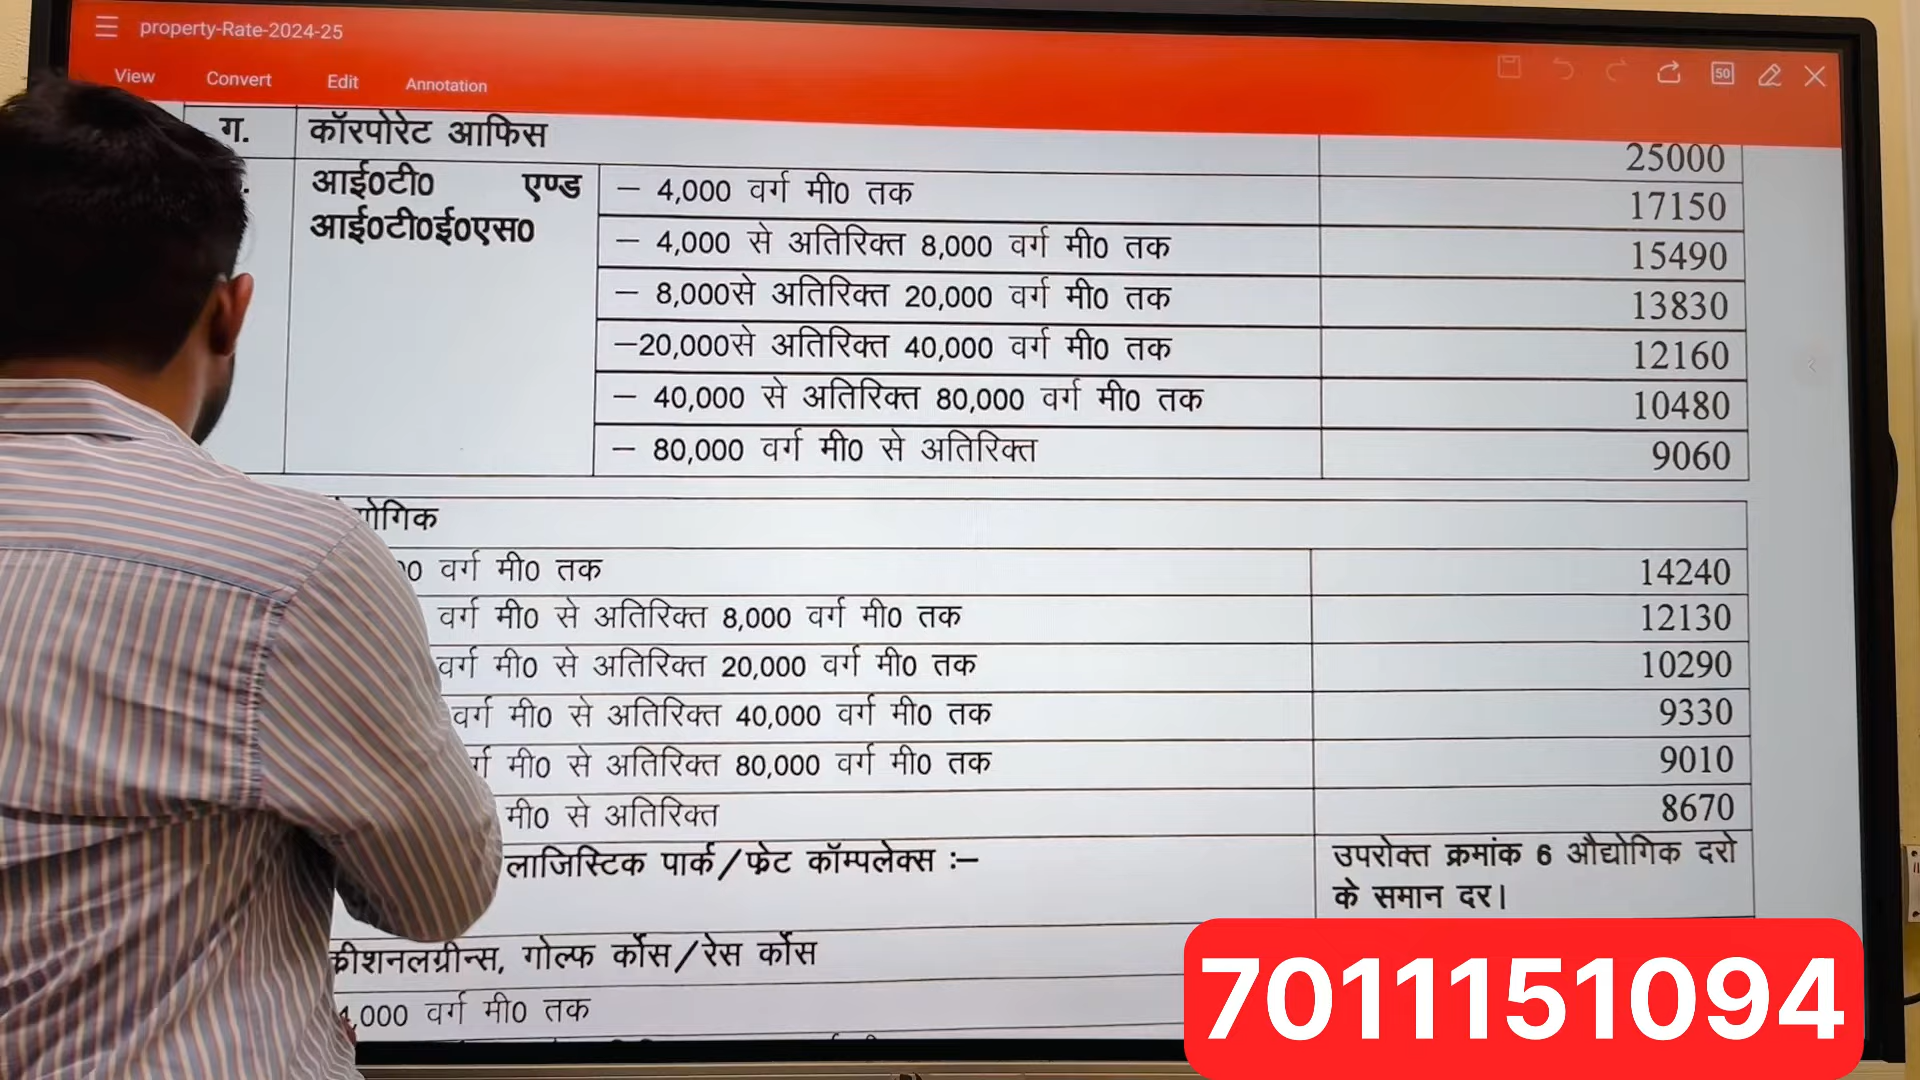 property-Rate-2024-25
View Convert Edit Annotation
50
ग. कॉरपोरेट आफिस 25000
आई0टी0 एण्ड
आई0टी0ई0एस0
– 4,000 वर्ग मी0 तक 17150
– 4,000 से अतिरिक्त 8,000 वर्ग मी0 तक 15490
– 8,000से अतिरिक्त 20,000 वर्ग मी0 तक 13830
–20,000से अतिरिक्त 40,000 वर्ग मी0 तक 12160
– 40,000 से अतिरिक्त 80,000 वर्ग मी0 तक 10480
– 80,000 वर्ग मी0 से अतिरिक्त 9060
वर्ग मी0 तक 14240
वर्ग मी0 से अतिरिक्त 8,000 वर्ग मी0 तक 12130
वर्ग मी0 से अतिरिक्त 20,000 वर्ग मी0 तक 10290
वर्ग मी0 से अतिरिक्त 40,000 वर्ग मी0 तक 9330
मी0 से अतिरिक्त 80,000 वर्ग मी0 तक 9010
मी0 से अतिरिक्त 8670
लाजिस्टिक पार्क/फ्रेट कॉम्पलेक्स :– उपरोक्त क्रमांक 6 औद्योगिक दरो
के समान दर।
गोल्फ कोर्स/रेस कोर्स
वर्ग मी0 तक
7011151094